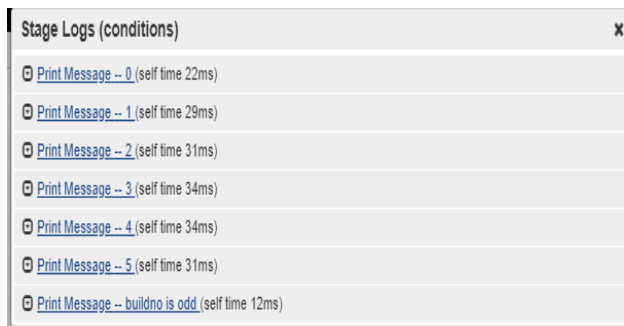 Stage Logs (conditions)
Print Message -- 0 (self time 22ms)
Print Message -- 1 (self time 29ms)
Print Message -- 2 (self time 31ms)
Print Message -- 3 (self time 34ms)
Print Message -- 4 (self time 34ms)
Print Message -- 5 (self time 31ms)
Print Message -- buildno is odd (self time 12ms)